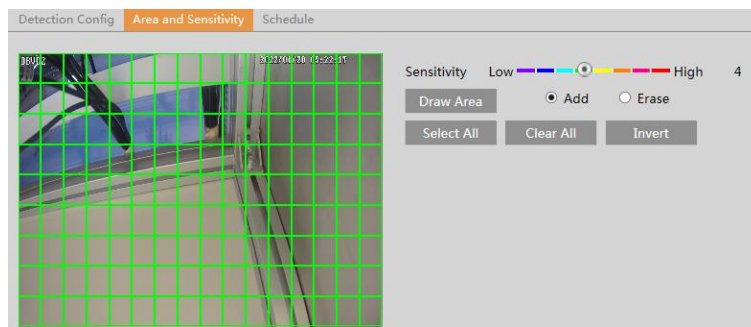 Detection Config Area and Sensitivity Schedule
Sensitivity Low High 4
Draw Area Add Erase
Select All Clear All Invert